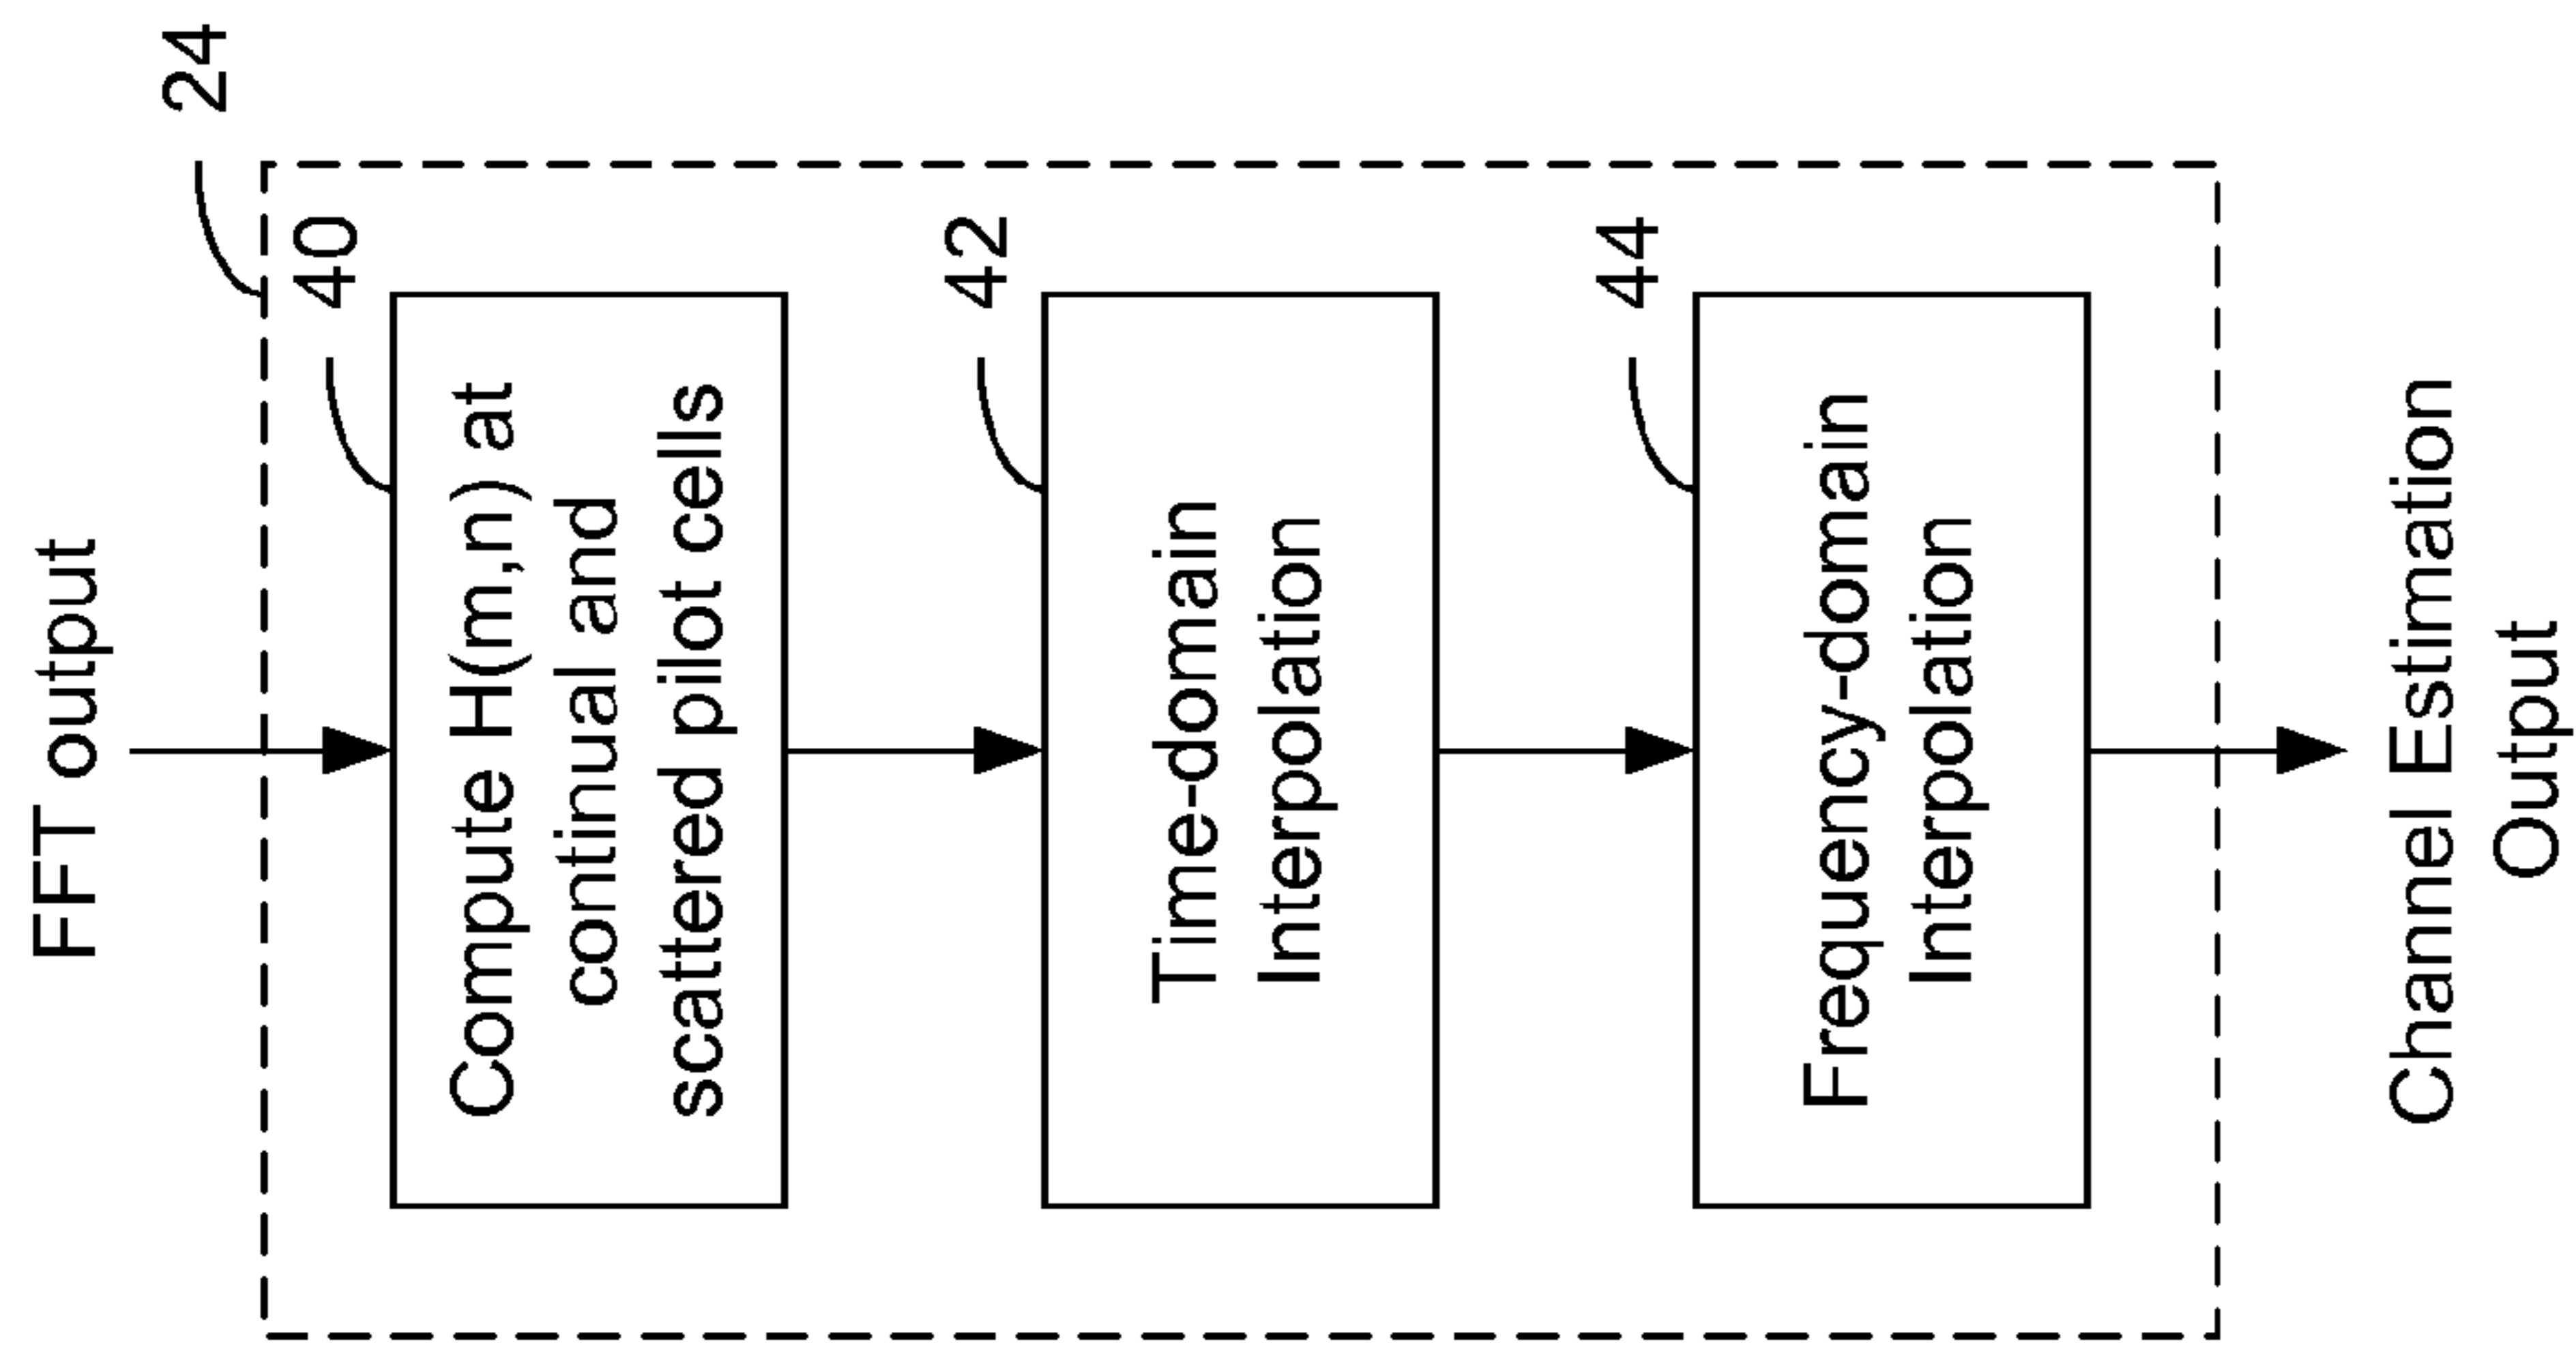 FFT output
24
40
Compute H(m,n) at
continual and
scattered pilot cells
42
Time-domain
Interpolation
44
Frequency-domain
Interpolation
Channel Estimation
Output